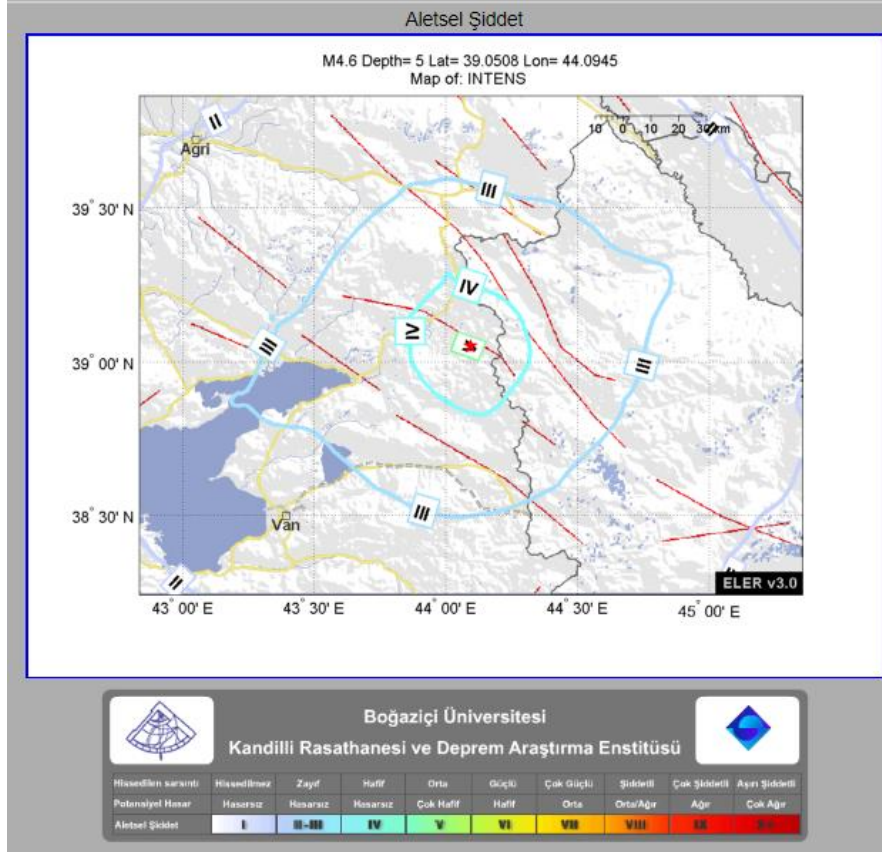 Aletsel Şiddet
M4.6 Depth= 5 Lat= 39.0508 Lon= 44.0945
Map of: INTENS
II
II
10 0 10 20 30 km
Agri
III
39° 30' N
IV
IV
III
III
39° 00' N
III
38° 30' N
Van
II
ELER v3.0
43° 00' E 43° 30' E 44° 00' E 44° 30' E 45° 00' E
Boğaziçi Üniversitesi
Kandilli Rasathanesi ve Deprem Araştırma Enstitüsü
Hissedilen sarsıntı Hissedilmez Zayıf Hafif Orta Güçlü Çok Güçlü Şiddetli Çok Şiddetli Aşırı Şiddetli
Potansiyel Hasar Hasarsız Hasarsız Hasarsız Çok Hafif Hafif Orta Orta/Ağır Ağır Çok Ağır
Aletsel Şiddet I II-III IV V VI VII VIII IX